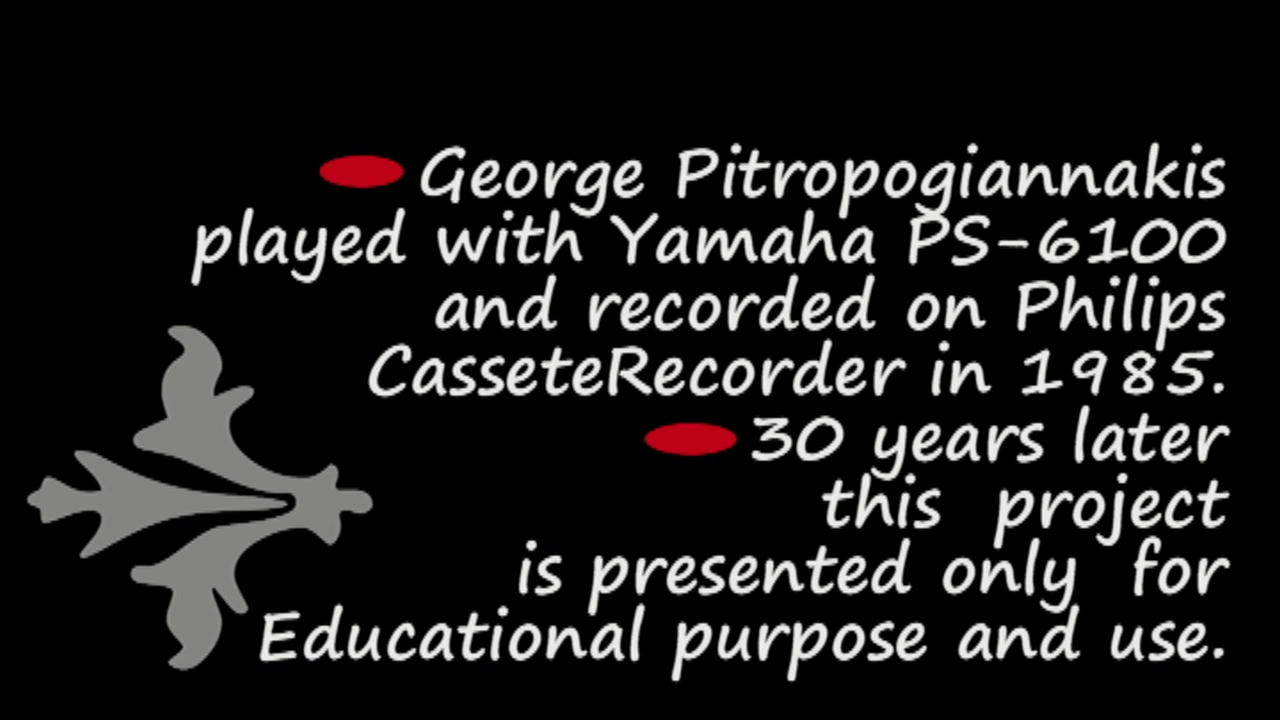 George Pitropogiannakis
played with Yamaha PS-6100
and recorded on Philips
CasseteRecorder in 1985.
30 years later
this project
is presented only for
Educational purpose and use.